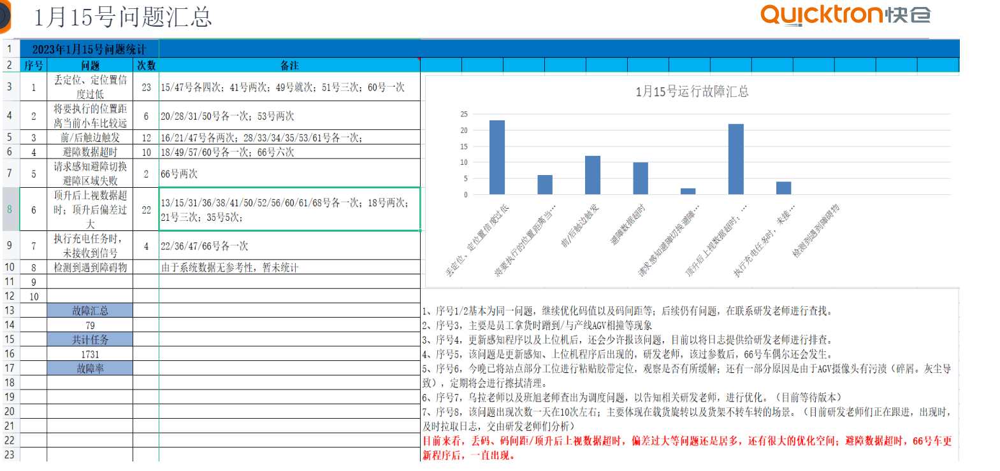 1月15号问题汇总
Quicktron快仓
1 2023年1月15号问题统计
2 序号 问题 次数 备注
3 1 丢定位、定位置信度过低 23 15/47号各四次；41号两次；49号就次；51号三次；60号一次
4 2 将要执行的位置距离当前小车比较远 6 20/28/31/50号各一次；53号两次
5 3 前/后触边触发 12 16/21/47号各两次；28/33/34/35/53/61号各一次；
6 4 避障数据超时 10 18/49/57/60号各一次；66号六次
7 5 请求感知避障切换避障区域失败 2 66号两次
8 6 顶升后上视数据超时；顶升后偏差过大 22 13/15/31/36/38/41/50/52/56/60/61/68号各一次；18号两次；
21号三次；35号5次；
9 7 执行充电任务时，未接收到信号 4 22/36/47/66号各一次
10 8 检测到遇到障碍物 由于系统数据无参考性，暂未统计
11 9
12 10
13 故障汇总
14 79
15 共计任务
16 1731
17 故障率
18
19
20
21
22
23
1月15号运行故障汇总
25
20
15
10
5
0
丢定位、定位置信度过低
将要执行的位置距离当…
前/后触边触发
避障数据超时
请求感知避障切换避障…
顶升后上视数据超时；…
执行充电任务时，未接…
检测到遇到障碍物
1、序号1/2基本为同一问题，继续优化码值以及码间距等；后续仍有问题，在联系研发老师进行查找。
2、序号3，主要是员工拿货时蹭到/与产线AGV相撞等现象
3、序号4，更新感知程序以及上位机后，还会少许报该问题，目前以将日志提供给研发老师进行排查。
4、序号5，该问题是更新感知、上位机程序后出现的，研发老师，该过参数后，66号车偶尔还会发生。
5、序号6，今晚已将站点部分工位进行粘贴胶带定位，观察是否有所缓解；还有一部分原因是由于AGV摄像头有污渍（碎屑。灰尘导
致），定期将会进行擦拭清理。
6、序号7，乌拉老师以及班旭老师查出为调度问题，以告知相关研发老师，进行优化。（目前等待版本）
7、序号8，该问题出现次数一天在10次左右；主要体现在载货旋转以及货架不转车转的场景。（目前研发老师们正在跟进，出现时，
及时拉取日志，交由研发老师们分析）
目前来看，丢码、码间距/顶升后上视数据超时，偏差过大等问题还是居多，还有很大的优化空间；避障数据超时，66号车更
新程序后，一直出现。